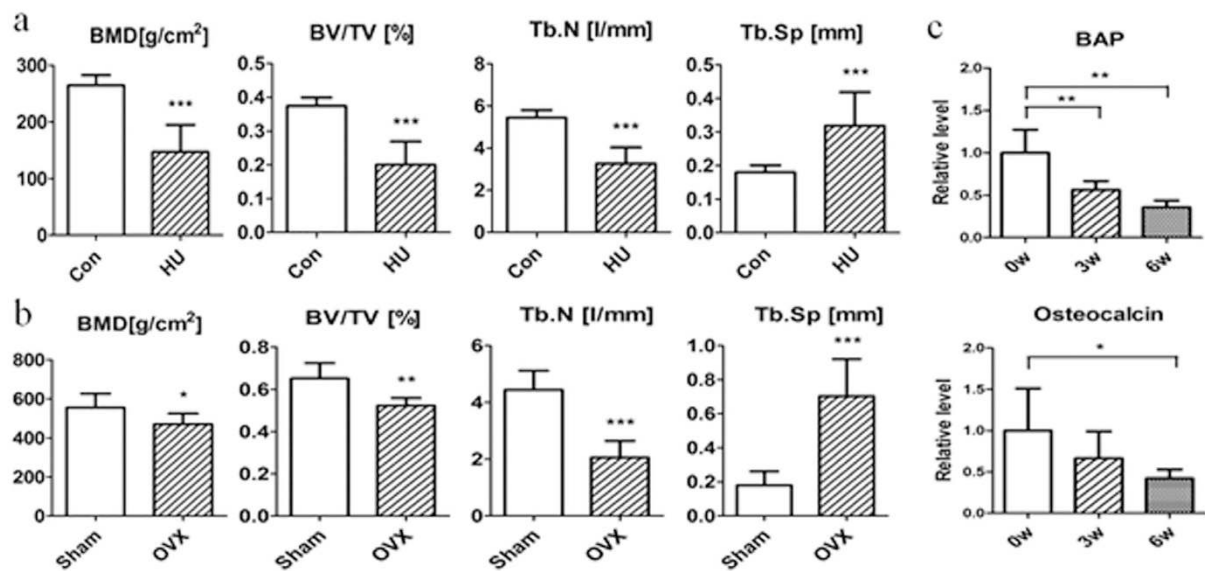 a
BMD[g/cm²]
300
200
100
0
***
Con
HU
BV/TV [%]
0.5
0.4
0.3
0.2
0.1
0.0
***
Con
HU
Tb.N [l/mm]
8
6
4
2
0
***
Con
HU
Tb.Sp [mm]
0.5
0.4
0.3
0.2
0.1
0.0
***
Con
HU
c
BAP
Relative level
2.0
1.5
1.0
0.5
0.0
**
**
0w
3w
6w
b
BMD[g/cm²]
800
600
400
200
0
*
Sham
OVX
BV/TV [%]
0.8
0.6
0.4
0.2
0.0
**
Sham
OVX
Tb.N [l/mm]
6
4
2
0
***
Sham
OVX
Tb.Sp [mm]
1.0
0.8
0.6
0.4
0.2
0.0
***
Sham
OVX
Osteocalcin
Relative level
2.0
1.5
1.0
0.5
0.0
*
0w
3w
6w